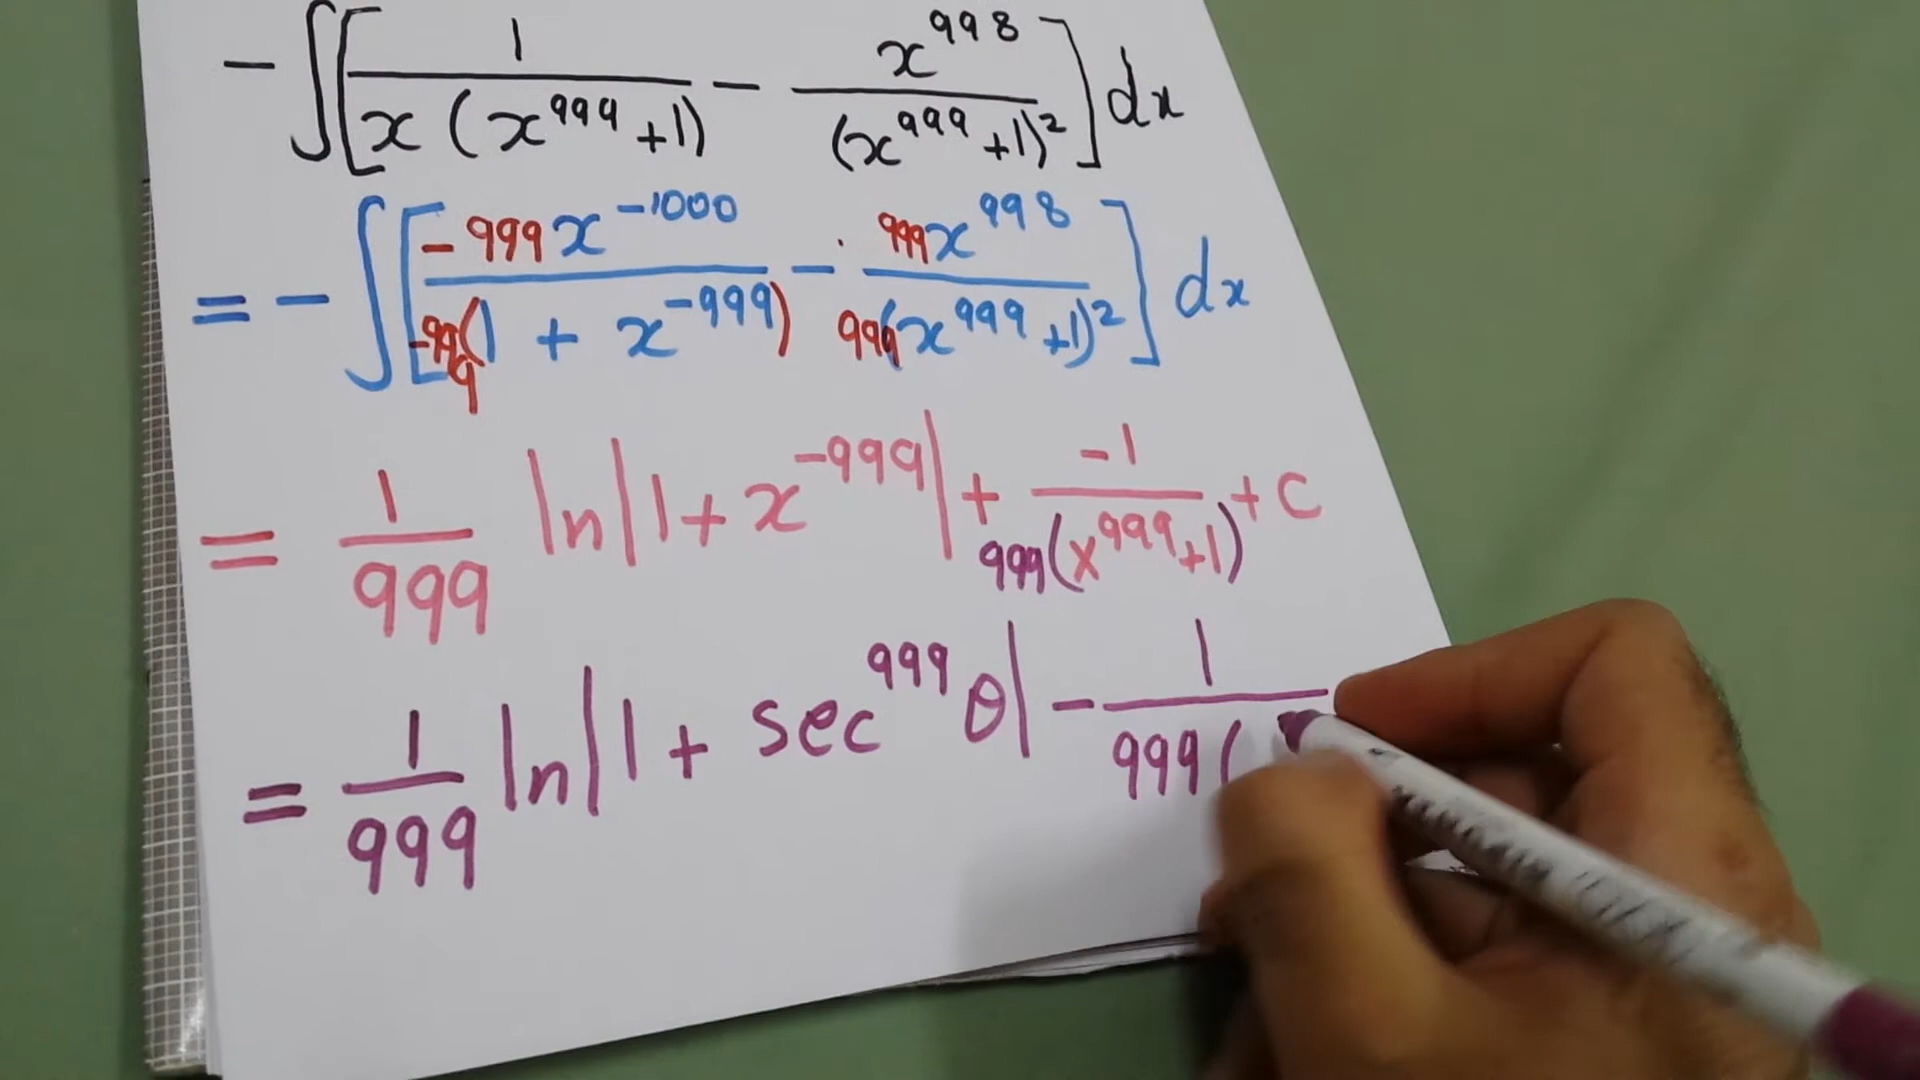 - ∫ [ 1 / x (x^999 + 1) - x^998 / (x^999 + 1)^2 ] dx
= - ∫ [ -999x^-1000 / -999(1 + x^-999) - 999x^998 / 999(x^999 + 1)^2 ] dx
= 1/999 ln|1 + x^-999| + -1 / 999(x^999 + 1) + C
= 1/999 ln|1 + sec^999 θ| - 1 / 999(